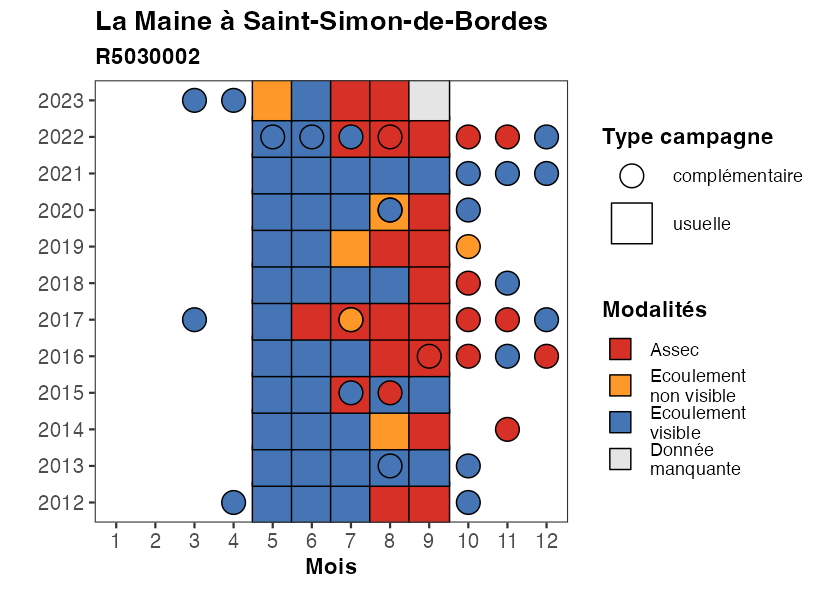 La Maine à Saint-Simon-de-Bordes
R5030002
2023
2022
2021
2020
2019
2018
2017
2016
2015
2014
2013
2012
1 2 3 4 5 6 7 8 9 10 11 12
Mois
Type campagne
complémentaire
usuelle
Modalités
Assec
Ecoulement
non visible
Ecoulement
visible
Donnée
manquante